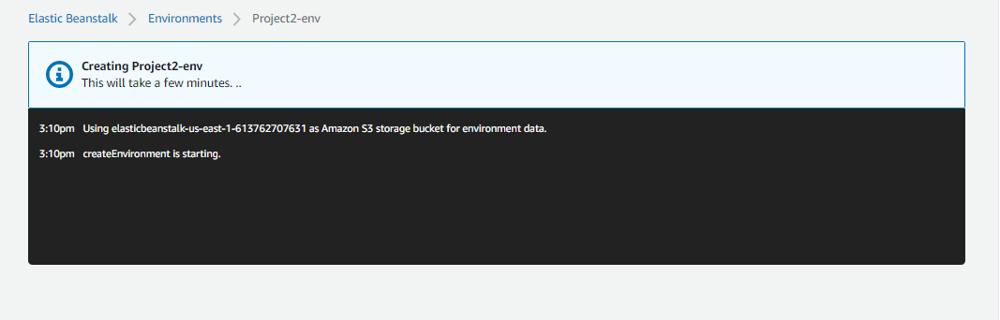 Elastic Beanstalk > Environments > Project2-env
Creating Project2-env
This will take a few minutes. ..
3:10pm Using elasticbeanstalk-us-east-1-613762707631 as Amazon S3 storage bucket for environment data.
3:10pm createEnvironment is starting.